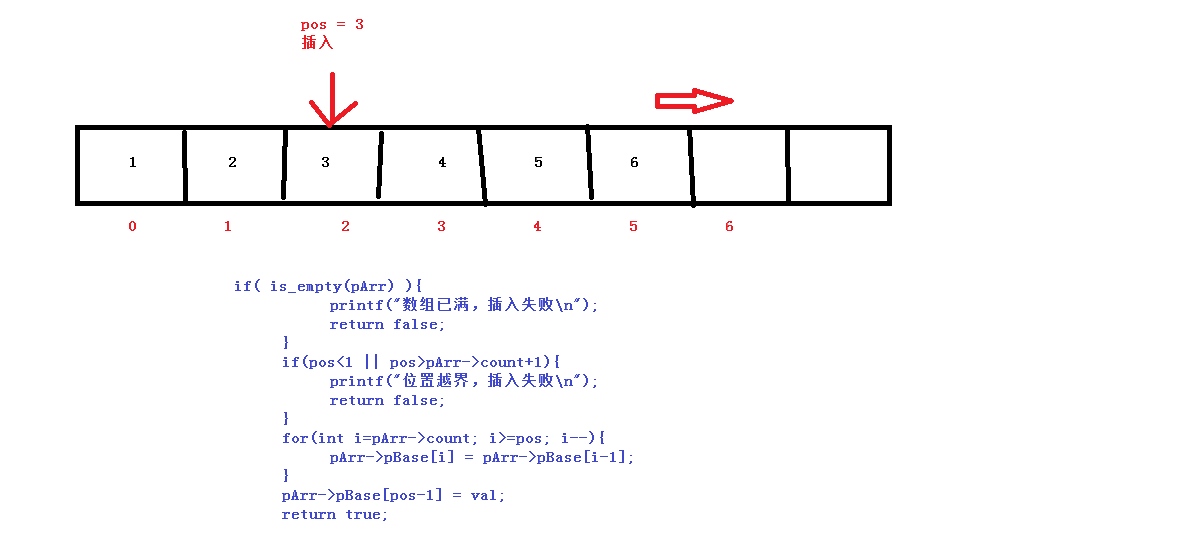 pos = 3
插入
1 2 3 4 5 6
0 1 2 3 4 5 6
if( is_empty(pArr) ){
printf("数组已满，插入失败\n");
return false;
}
if(pos<1 || pos>pArr->count+1){
printf("位置越界，插入失败\n");
return false;
}
for(int i=pArr->count; i>=pos; i--){
pArr->pBase[i] = pArr->pBase[i-1];
}
pArr->pBase[pos-1] = val;
return true;